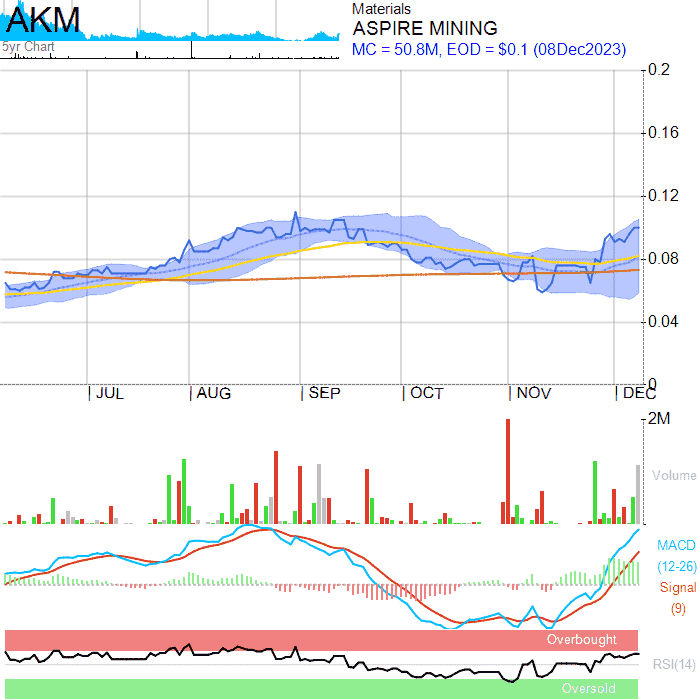 AKM
5yr Chart
Materials
ASPIRE MINING
MC = 50.8M, EOD = $0.1 (08Dec2023)
0.2
0.16
0.12
0.08
0.04
0
JUL AUG SEP OCT NOV DEC
2M
Volume
MACD
(12-26)
Signal
(9)
Overbought
RSI(14)
Oversold